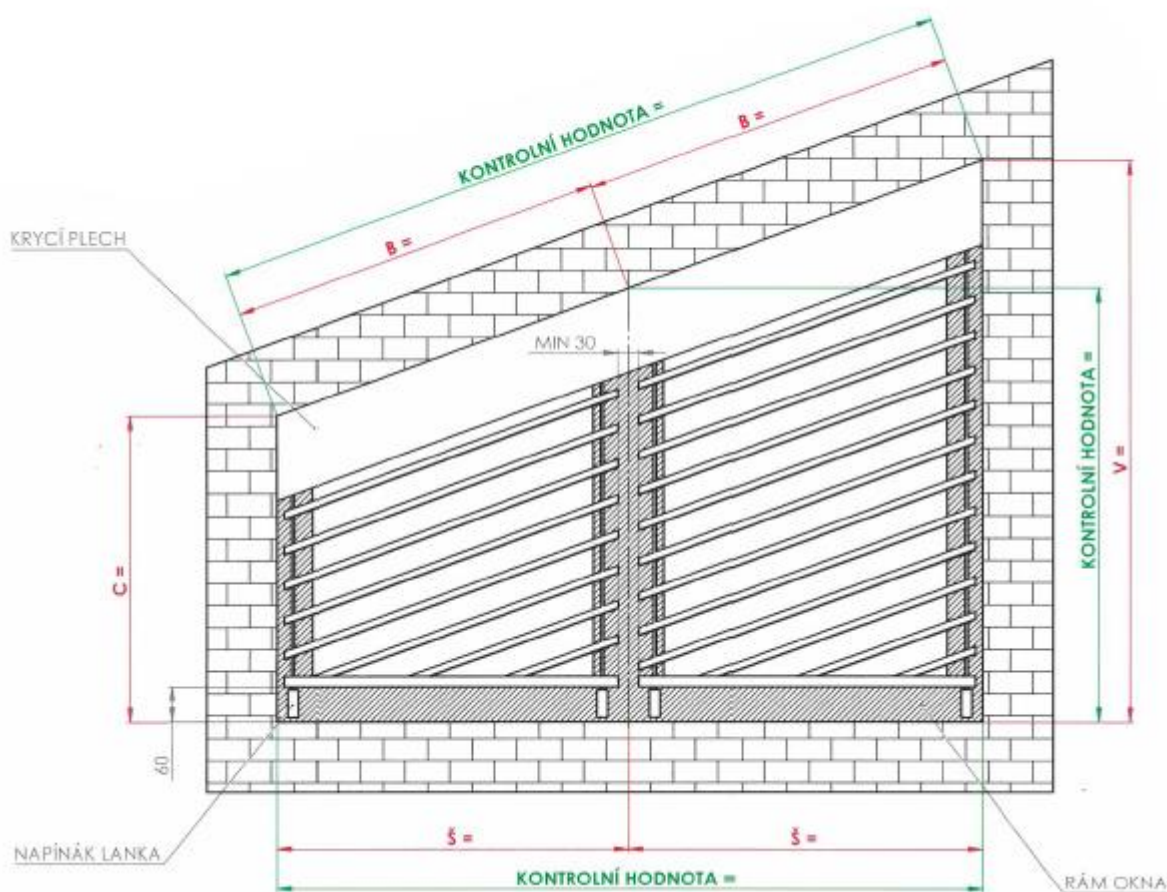 KONTROLNÍ HODNOTA =
B =
B =
KRYCÍ PLECH
MIN 30
KONTROLNÍ HODNOTA =
V =
C =
60
NAPÍNÁK LANKA
Š =
Š =
KONTROLNÍ HODNOTA =
RÁM OKNA